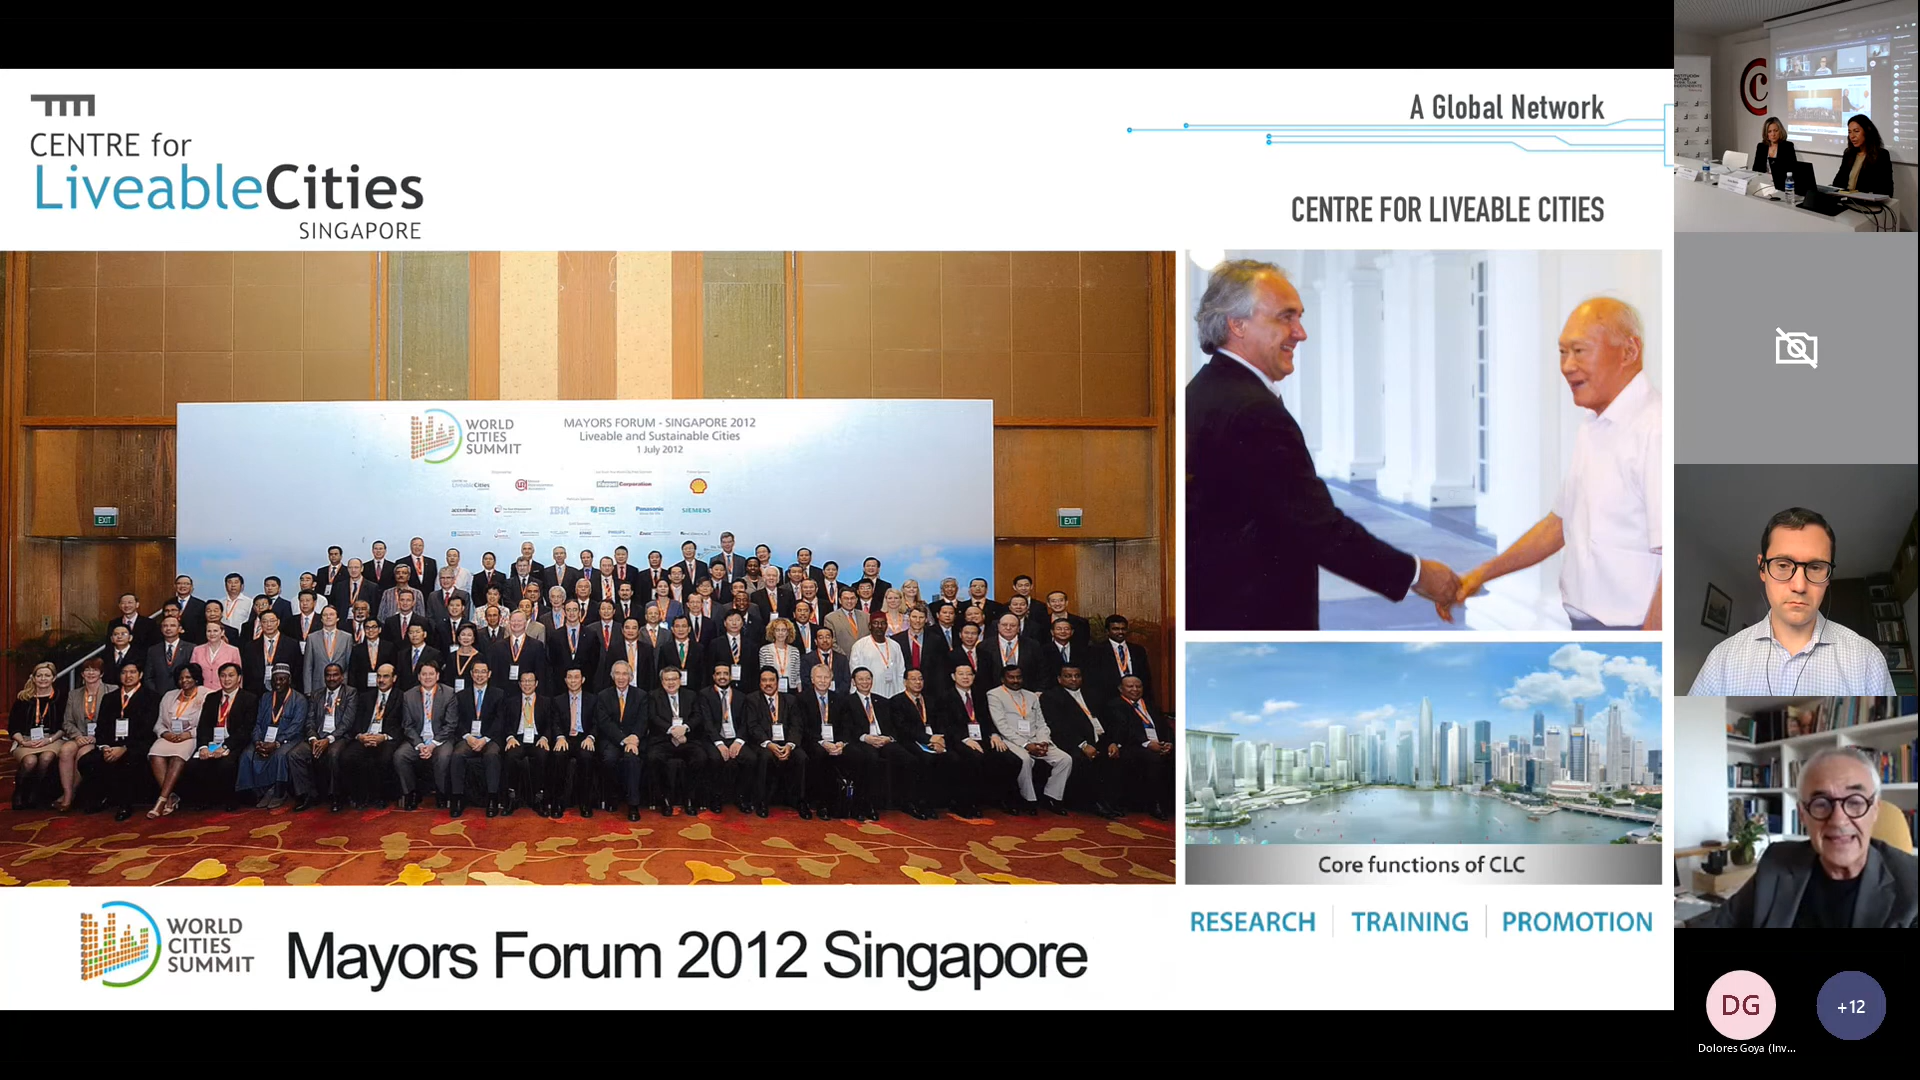 CENTRE for
LiveableCities
SINGAPORE
A Global Network
CENTRE FOR LIVEABLE CITIES
WORLD
CITIES
SUMMIT
MAYORS FORUM - SINGAPORE 2012
Liveable and Sustainable Cities
1 July 2012
LiveableCities
Keppel Corporation
accenture
IBM
ncs
Panasonic
SIEMENS
EXIT
EXIT
Core functions of CLC
RESEARCH
TRAINING
PROMOTION
WORLD
CITIES
SUMMIT
Mayors Forum 2012 Singapore
DG
+12
Dolores Goya (Inv...